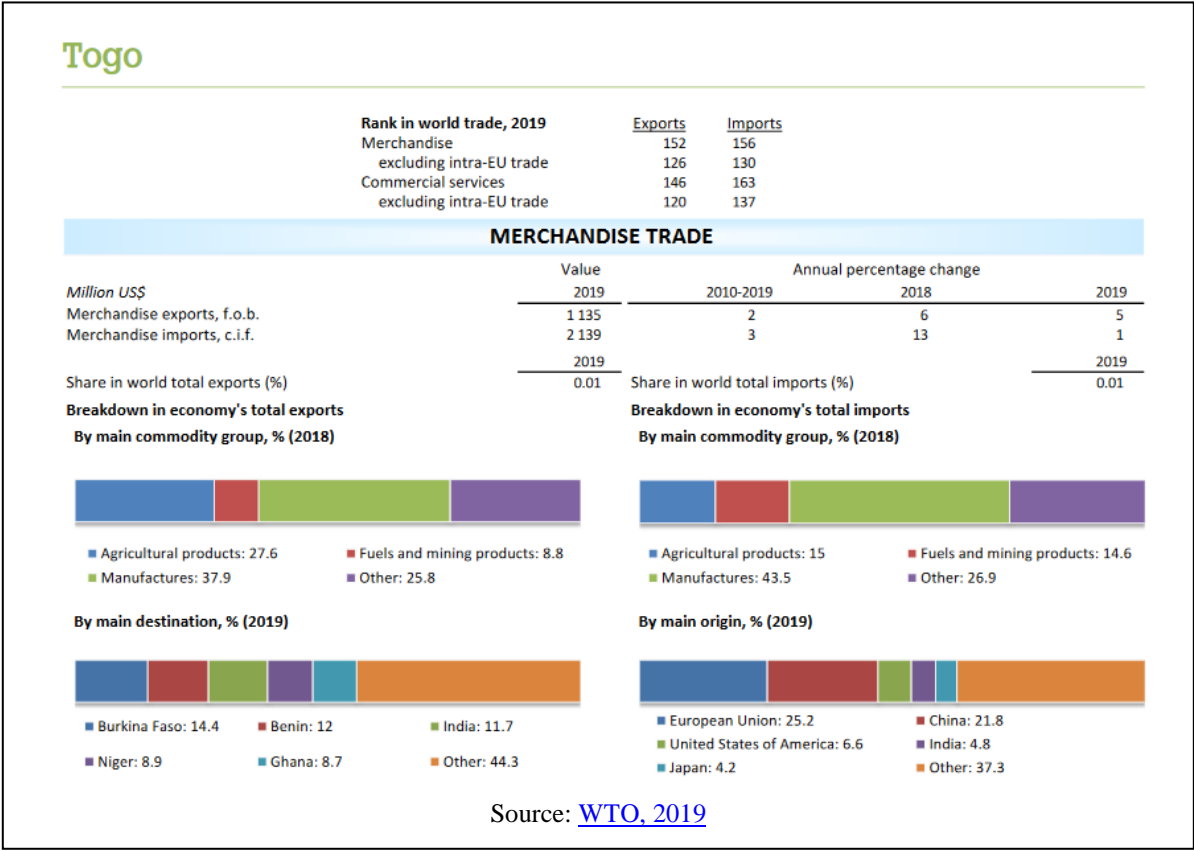 Togo
Rank in world trade, 2019 Exports Imports
Merchandise 152 156
excluding intra-EU trade 126 130
Commercial services 146 163
excluding intra-EU trade 120 137
MERCHANDISE TRADE
Value Annual percentage change
Million US$ 2019 2010-2019 2018 2019
Merchandise exports, f.o.b. 1 135 2 6 5
Merchandise imports, c.i.f. 2 139 3 13 1
2019 2019
Share in world total exports (%) 0.01 Share in world total imports (%) 0.01
Breakdown in economy's total exports Breakdown in economy's total imports
By main commodity group, % (2018) By main commodity group, % (2018)
Agricultural products: 27.6 Fuels and mining products: 8.8 Agricultural products: 15 Fuels and mining products: 14.6
Manufactures: 37.9 Other: 25.8 Manufactures: 43.5 Other: 26.9
By main destination, % (2019) By main origin, % (2019)
Burkina Faso: 14.4 Benin: 12 India: 11.7 European Union: 25.2 China: 21.8
United States of America: 6.6 India: 4.8
Niger: 8.9 Ghana: 8.7 Other: 44.3 Japan: 4.2 Other: 37.3
Source: WTO, 2019